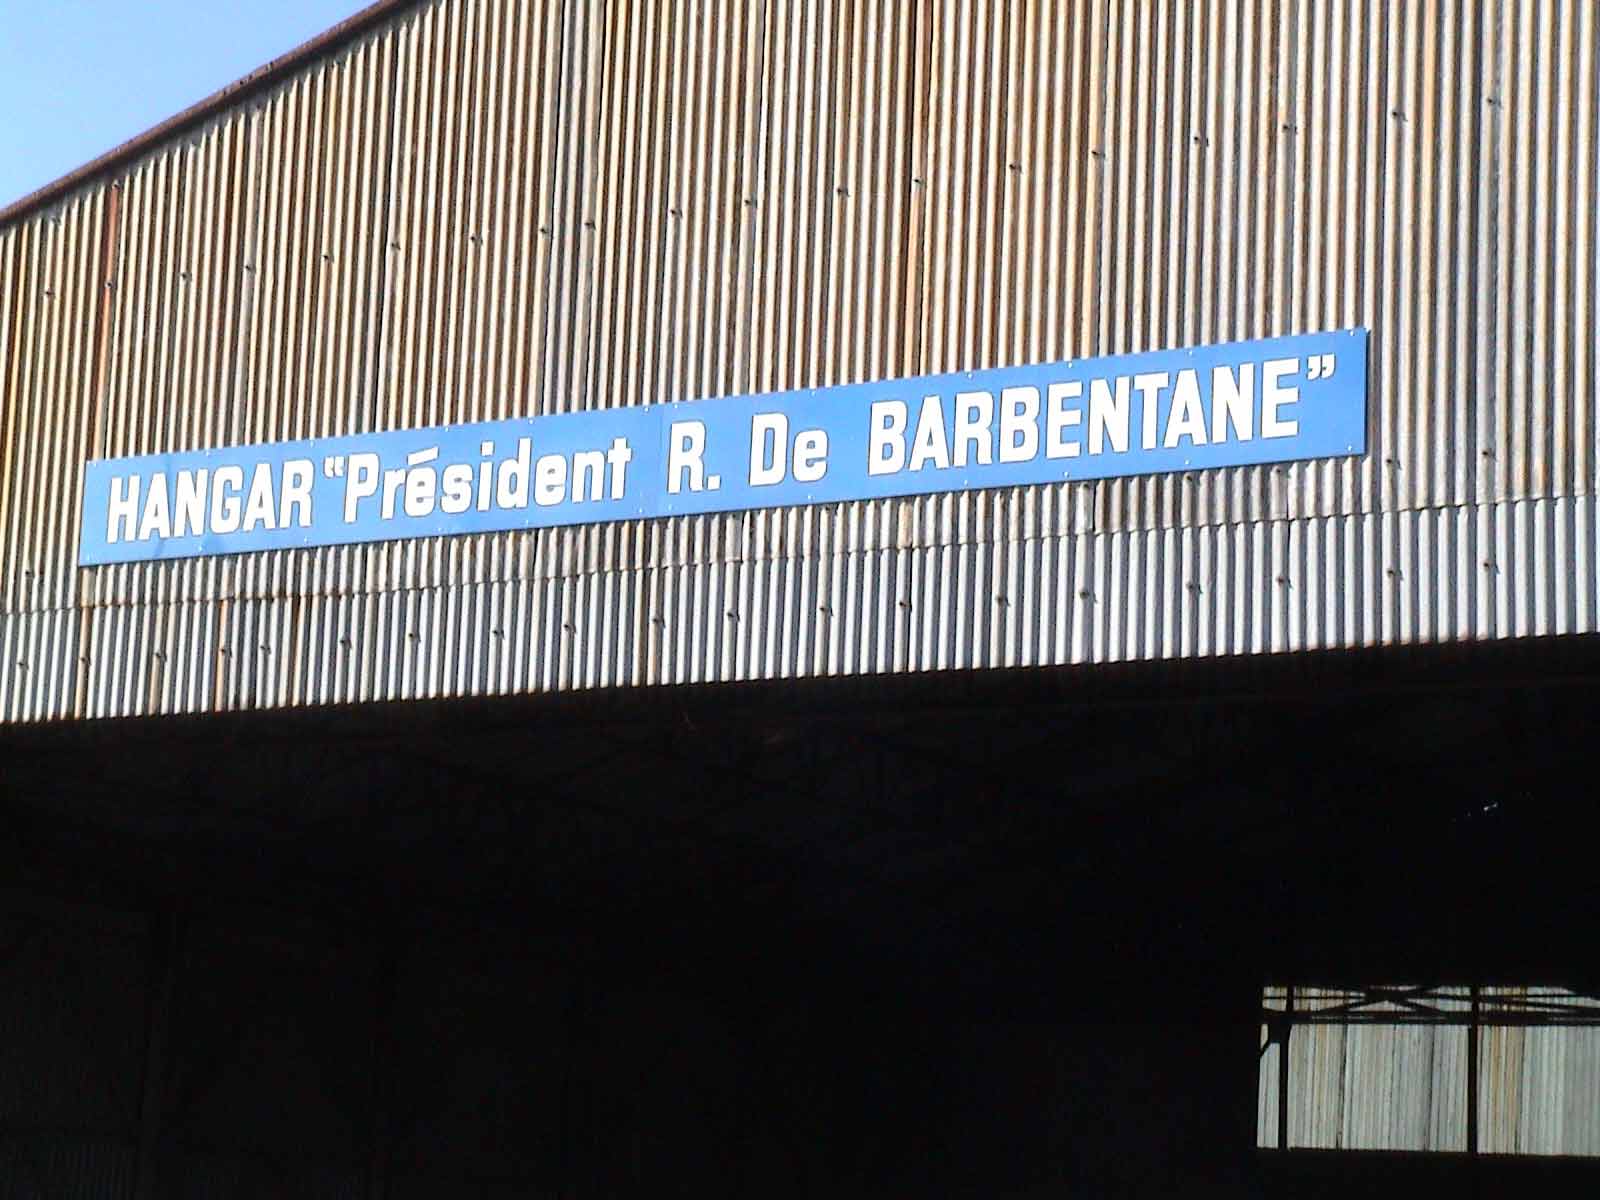 HANGAR “Président R. De BARBENTANE”